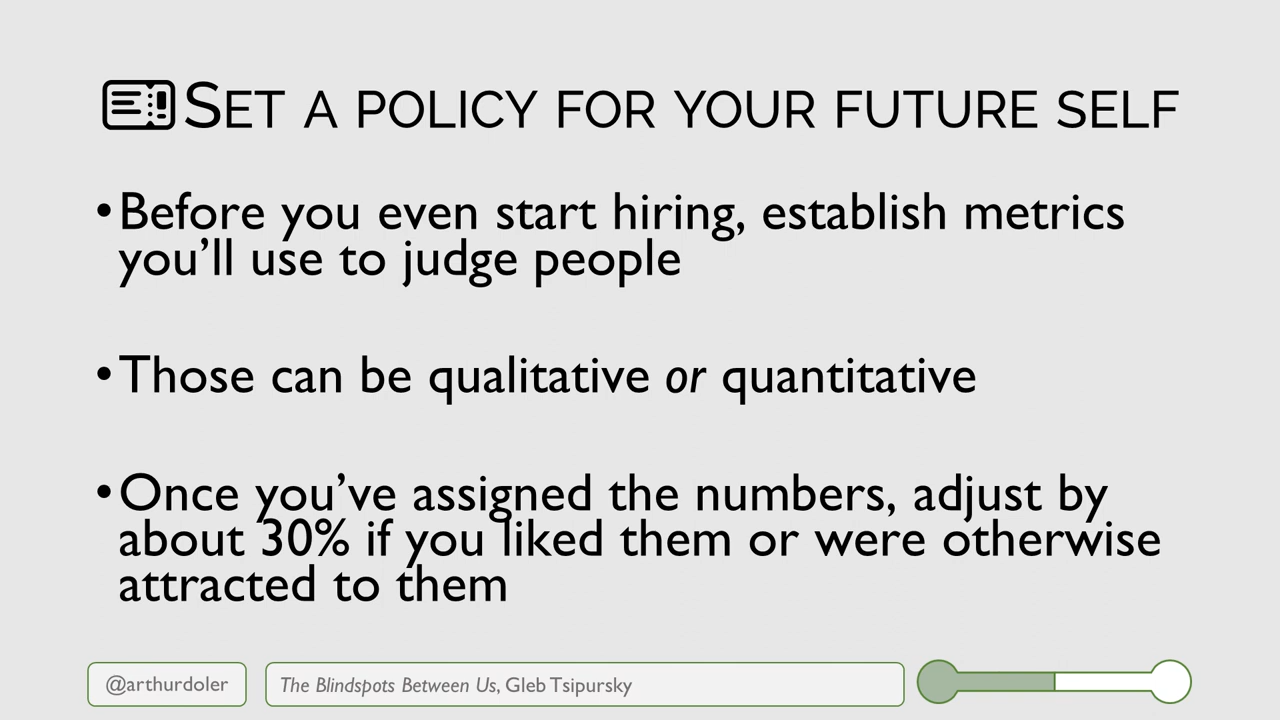 SET A POLICY FOR YOUR FUTURE SELF
•Before you even start hiring, establish metrics
you’ll use to judge people
•Those can be qualitative or quantitative
•Once you’ve assigned the numbers, adjust by
about 30% if you liked them or were otherwise
attracted to them
@arthurdoler
The Blindspots Between Us, Gleb Tsipursky